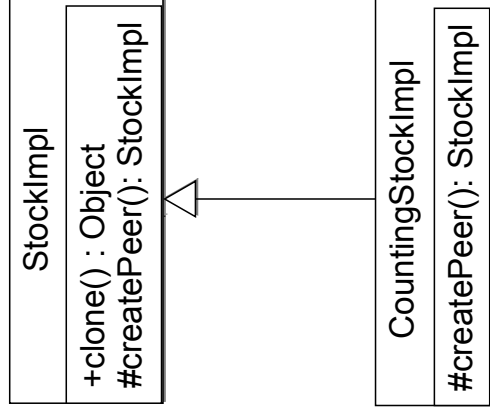 StockImpl
+clone() : Object
#createPeer(): StockImpl
CountingStockImpl
#createPeer(): StockImpl